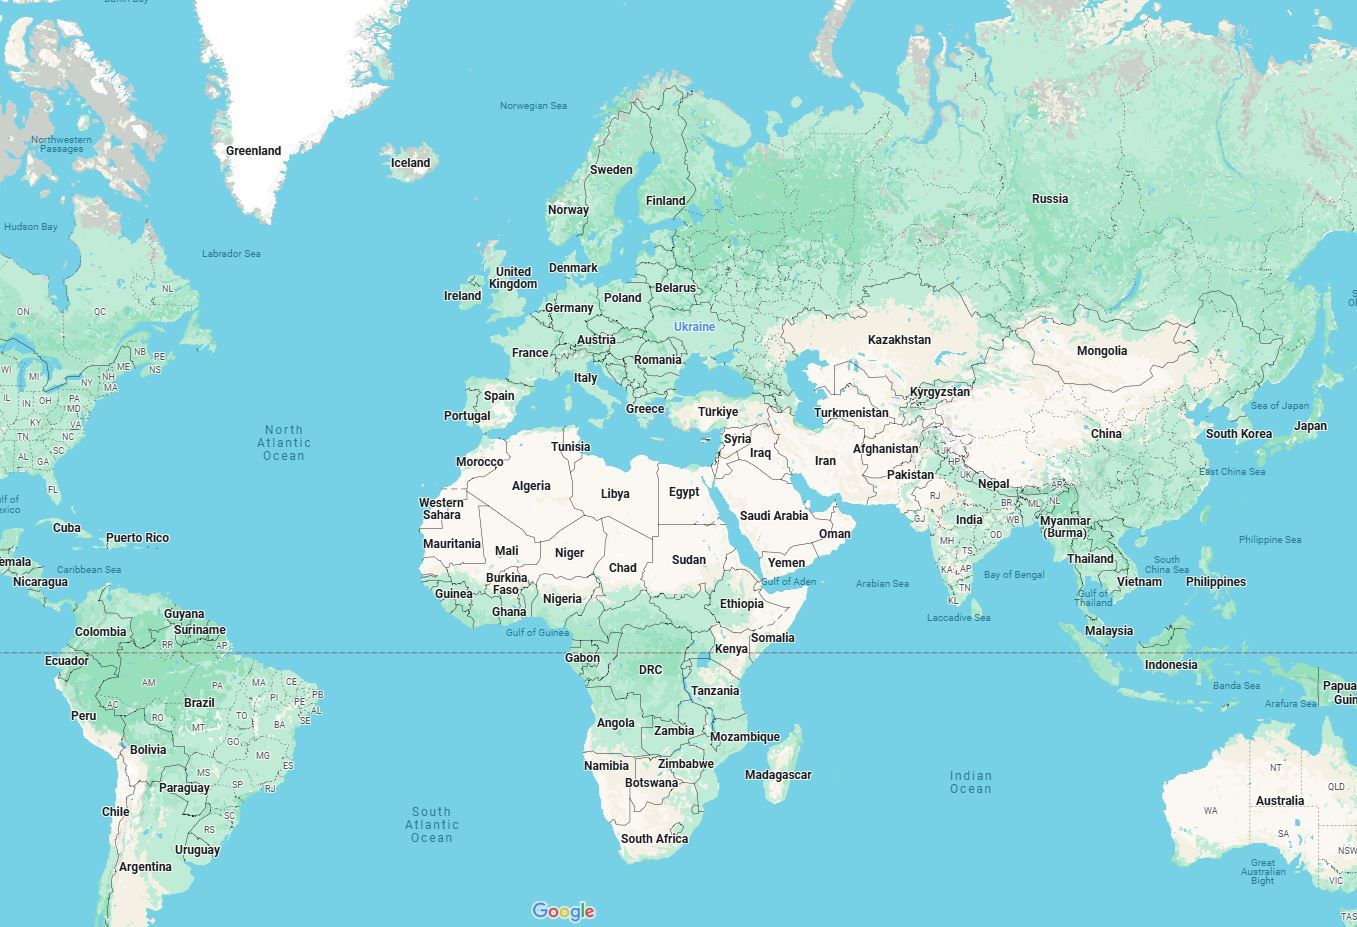 Greenland
Norwegian Sea
Northwestern
Passages
Iceland
Sweden
Finland
Norway
Russia
Hudson Bay
Labrador Sea
United
Kingdom
Denmark
Ireland
Belarus
Poland
Germany
NL
ON
QC
Ukraine
Austria
France
Romania
Kazakhstan
Mongolia
NB
PE
NS
ME
WI
MI
NY
NH
MA
Italy
Spain
Portugal
Greece
Türkiye
Kyrgyzstan
Turkmenistan
IL
IN
OH
PA
MD
KY
VA
TN
NC
SC
AL
GA
FL
North
Atlantic
Ocean
Tunisia
Morocco
Syria
Iraq
Iran
Afghanistan
Pakistan
China
JK
HP
UK
Sea of Japan
Japan
South Korea
East China Sea
Algeria
Libya
Egypt
Western
Sahara
Saudi Arabia
Oman
Nepal
India
RJ
GJ
BR
WB
ML
AR
NL
OD
MH
TS
KA
AP
TN
KL
Myanmar
(Burma)
Thailand
Vietnam
Philippines
Philippine Sea
South
China Sea
Gulf of
Thailand
Cuba
Puerto Rico
Caribbean Sea
Nicaragua
Mauritania
Mali
Niger
Chad
Sudan
Yemen
Gulf of Aden
Arabian Sea
Bay of Bengal
Laccadive Sea
Burkina
Faso
Guinea
Ghana
Nigeria
Ethiopia
Somalia
Gulf of Guinea
Guyana
Suriname
Colombia
Ecuador
RR
AP
Malaysia
Indonesia
Gabon
DRC
Kenya
Tanzania
Banda Sea
Arafura Sea
Papua
Guin
AM
PA
MA
CE
PI
PB
PE
AL
SE
AC
RO
TO
BA
MT
GO
MG
ES
MS
SP
RJ
SC
RS
Brazil
Peru
Bolivia
Paraguay
Chile
Uruguay
Argentina
Angola
Zambia
Mozambique
Namibia
Zimbabwe
Botswana
Madagascar
South Africa
South
Atlantic
Ocean
Indian
Ocean
NT
QLD
WA
Australia
SA
NSW
VIC
TAS
Great
Australian
Bight
Google